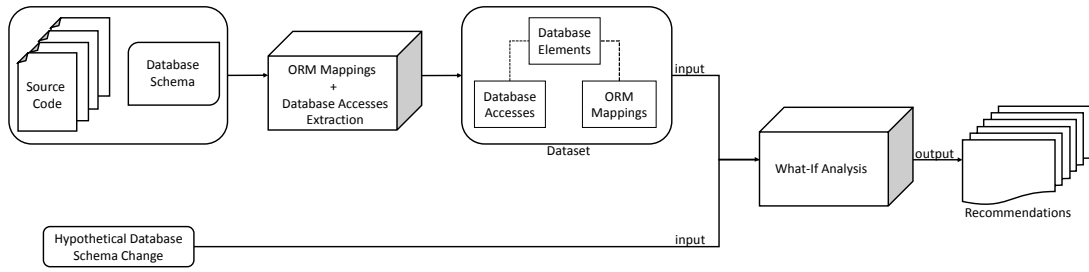 Source
Code
Database
Schema
ORM Mappings
+
Database Accesses
Extraction
Database
Elements
Database
Accesses
ORM
Mappings
Dataset
input
What-If Analysis
output
Recommendations
Hypothetical Database
Schema Change
input